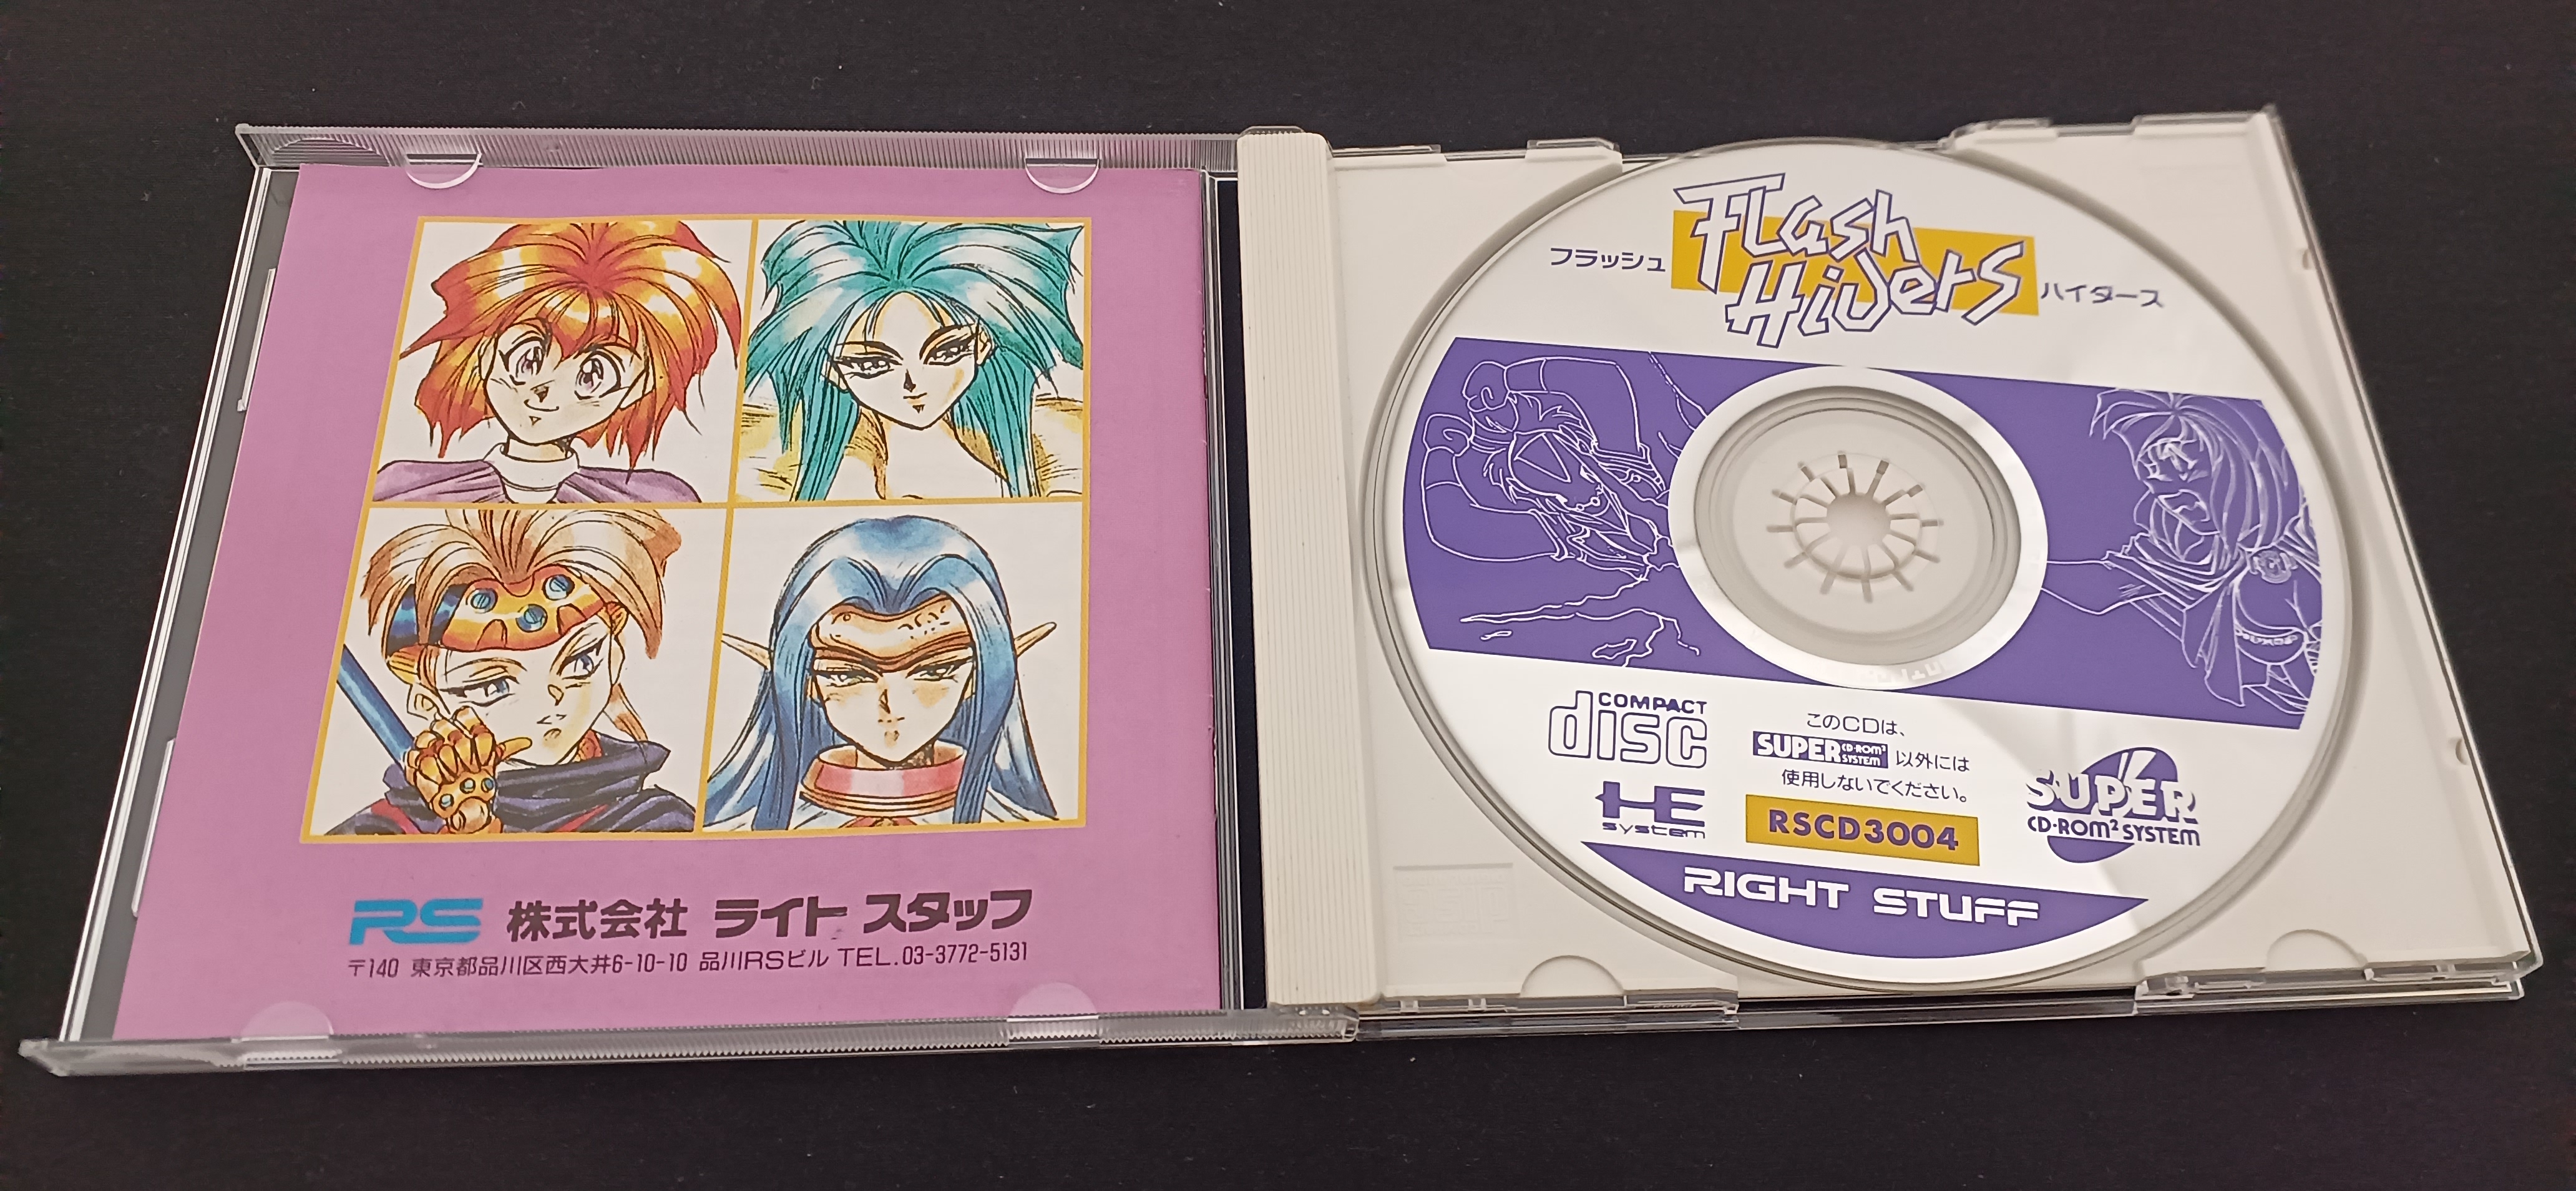 RS 株式会社 ライト スタッフ
〒140 東京都品川区西大井6-10-10 品川RSビル TEL.03-3772-5131
Flash
フラッシュ
HiderS
ハイダース
COMPACT
disc
HE
system
このCDは、
SUPER CD-ROM² SYSTEM 以外には
使用しないでください。
RSCD3004
SUPER
CD-ROM² SYSTEM
RIGHT STUFF